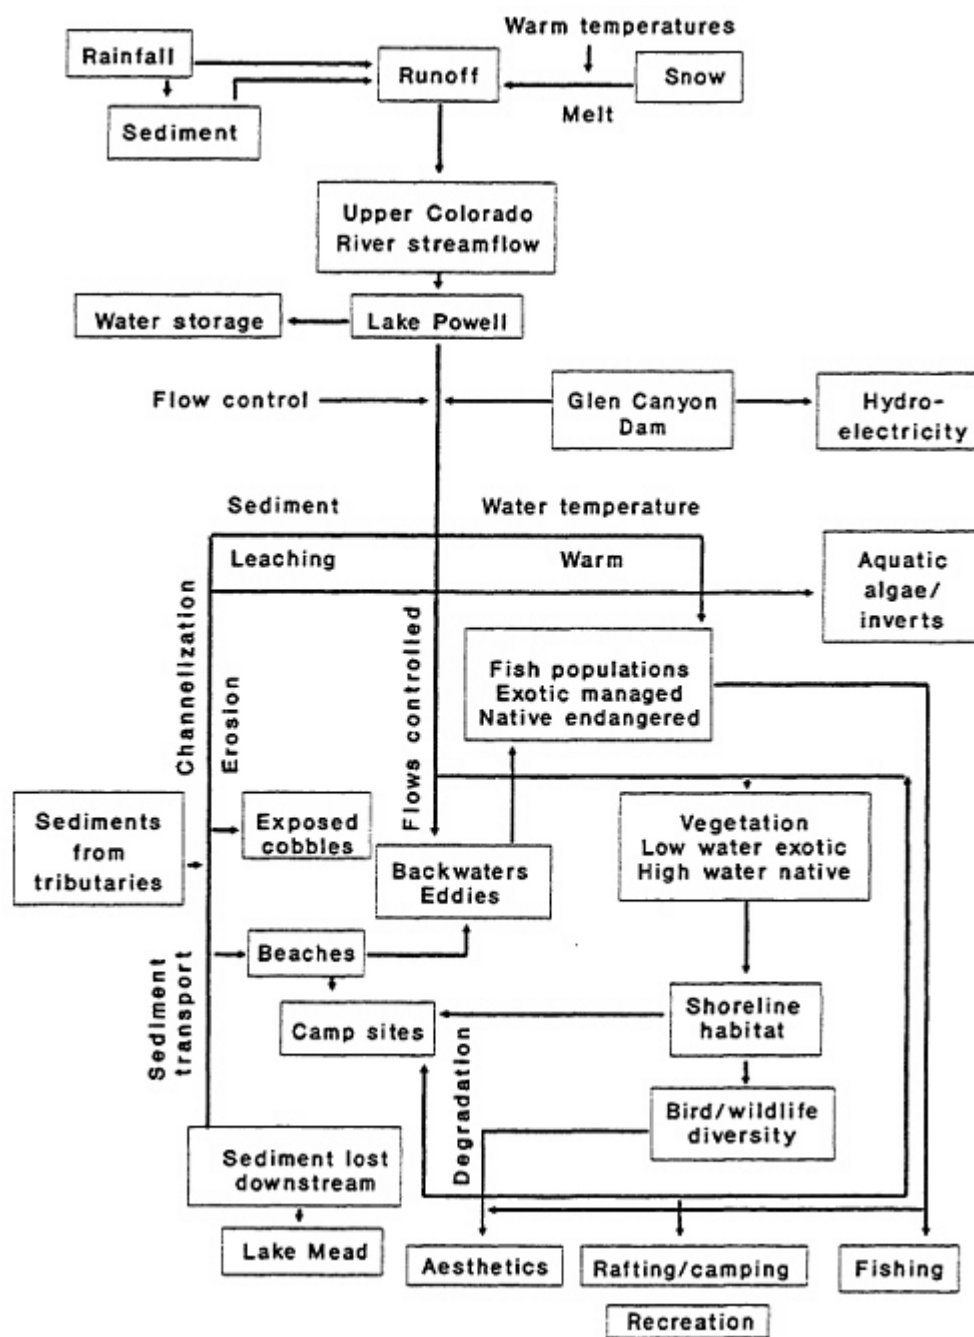 Warm temperatures
Rainfall
Runoff
Snow
Melt
Sediment
Upper Colorado
River streamflow
Water storage
Lake Powell
Flow control
Glen Canyon
Dam
Hydro-
electricity
Sediment
Water temperature
Leaching
Warm
Aquatic
algae/
inverts
Channelization
Erosion
Flows controlled
Fish populations
Exotic managed
Native endangered
Sediments
from
tributaries
Exposed
cobbles
Backwaters
Eddies
Vegetation
Low water exotic
High water native
Beaches
Sediment
transport
Camp sites
Shoreline
habitat
Degradation
Bird/wildlife
diversity
Sediment lost
downstream
Lake Mead
Aesthetics
Rafting/camping
Fishing
Recreation